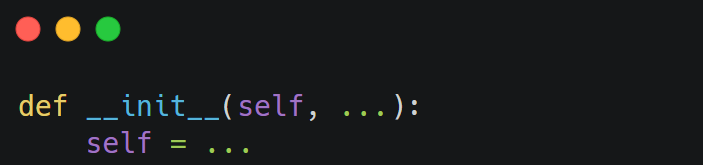 def __init__(self, ...):
    self = ...